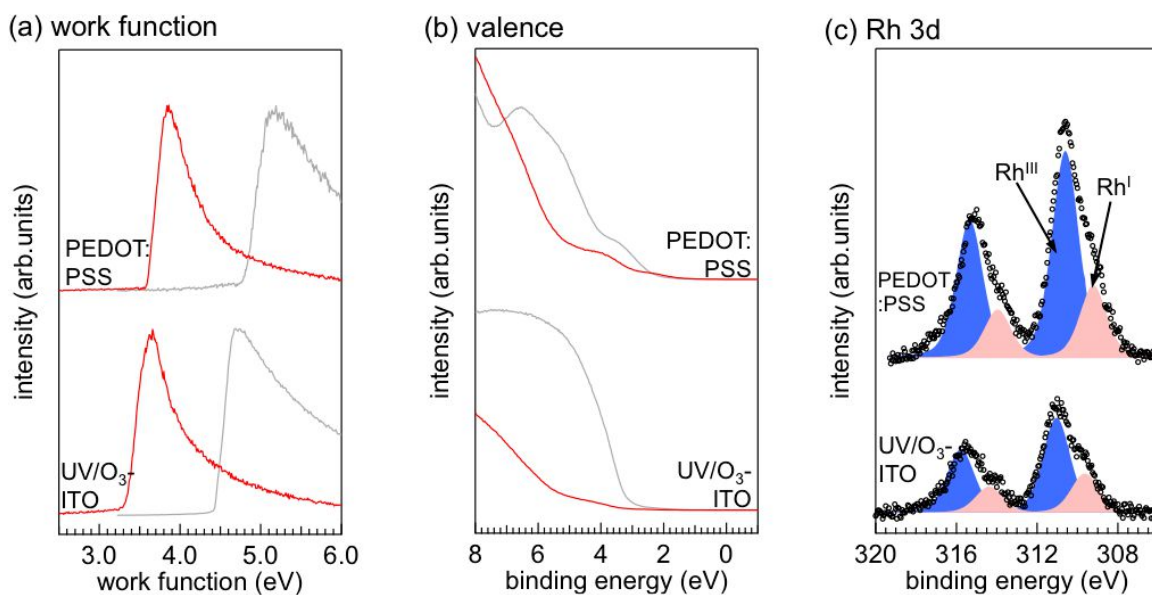 (a) work function
(b) valence
(c) Rh 3d
intensity (arb.units)
PEDOT:
PSS
UV/O₃-
ITO
3.0 4.0 5.0 6.0
work function (eV)
intensity (arb.units)
PEDOT:
PSS
UV/O₃-
ITO
8 6 4 2 0
binding energy (eV)
intensity (arb.units)
Rhᴵᴵᴵ
Rhᴵ
PEDOT
:PSS
UV/O₃-
ITO
320 315 310 308
binding energy (eV)